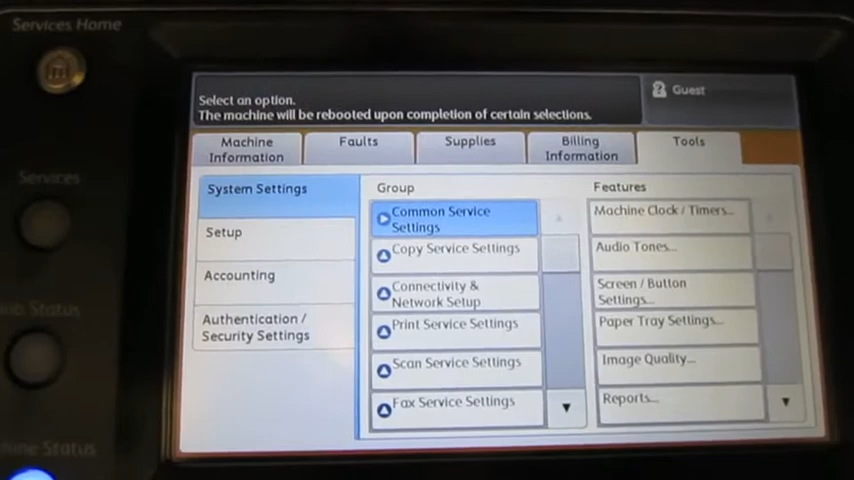 Services Home
Select an option.
The machine will be rebooted upon completion of certain selections.
Guest
Machine
Information
Faults
Supplies
Billing
Information
Tools
Services
System Settings
Setup
Accounting
Authentication /
Security Settings
Group
Common Service
Settings
Copy Service Settings
Connectivity &
Network Setup
Print Service Settings
Scan Service Settings
Fax Service Settings
Features
Machine Clock / Timers...
Audio Tones...
Screen / Button
Settings...
Paper Tray Settings...
Image Quality...
Reports...
Status
Status